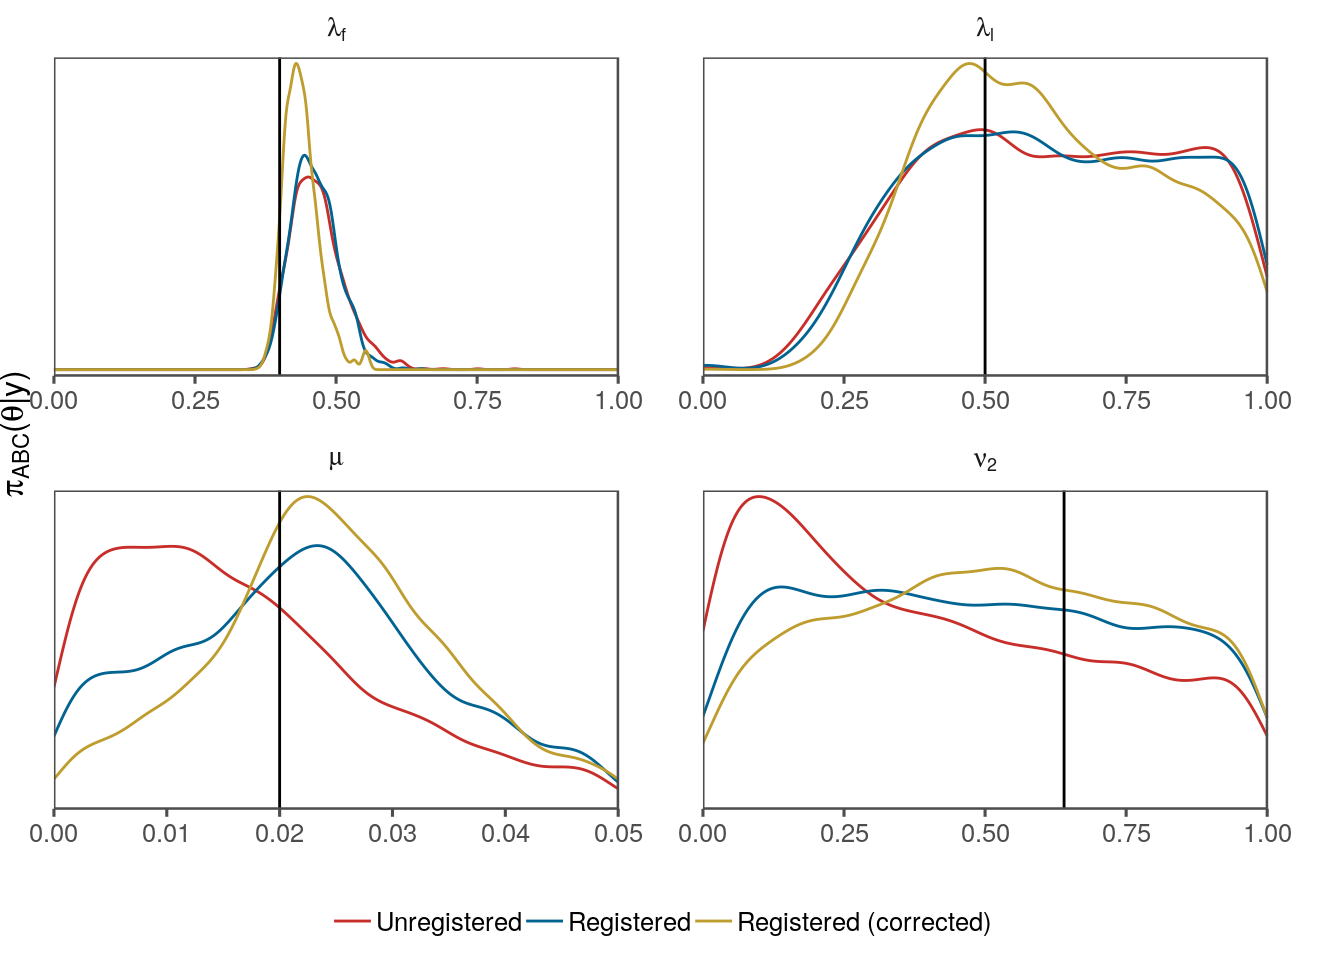 λf λl
0.00 0.25 0.50 0.75 1.00 0.00 0.25 0.50 0.75 1.00
πABC(θ|y)
μ ν2
0.00 0.01 0.02 0.03 0.04 0.05 0.00 0.25 0.50 0.75 1.00
Unregistered Registered Registered (corrected)